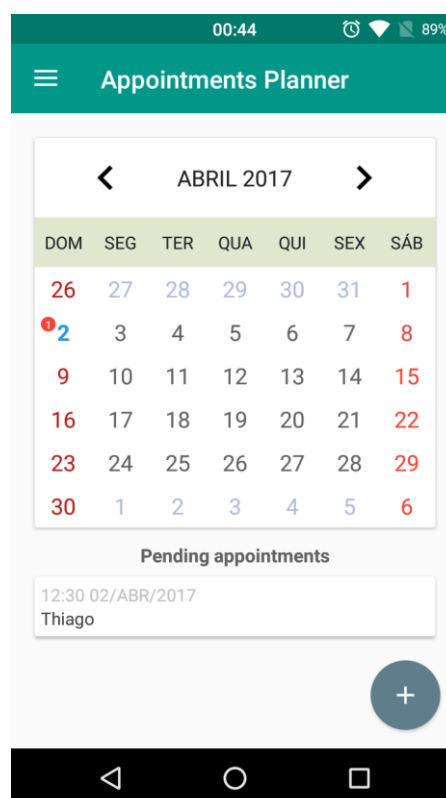 00:44 89%
Appointments Planner
ABRIL 2017
DOM SEG TER QUA QUI SEX SÁB
26 27 28 29 30 31 1
1 2 3 4 5 6 7 8
9 10 11 12 13 14 15
16 17 18 19 20 21 22
23 24 25 26 27 28 29
30 1 2 3 4 5 6
Pending appointments
12:30 02/ABR/2017
Thiago
+